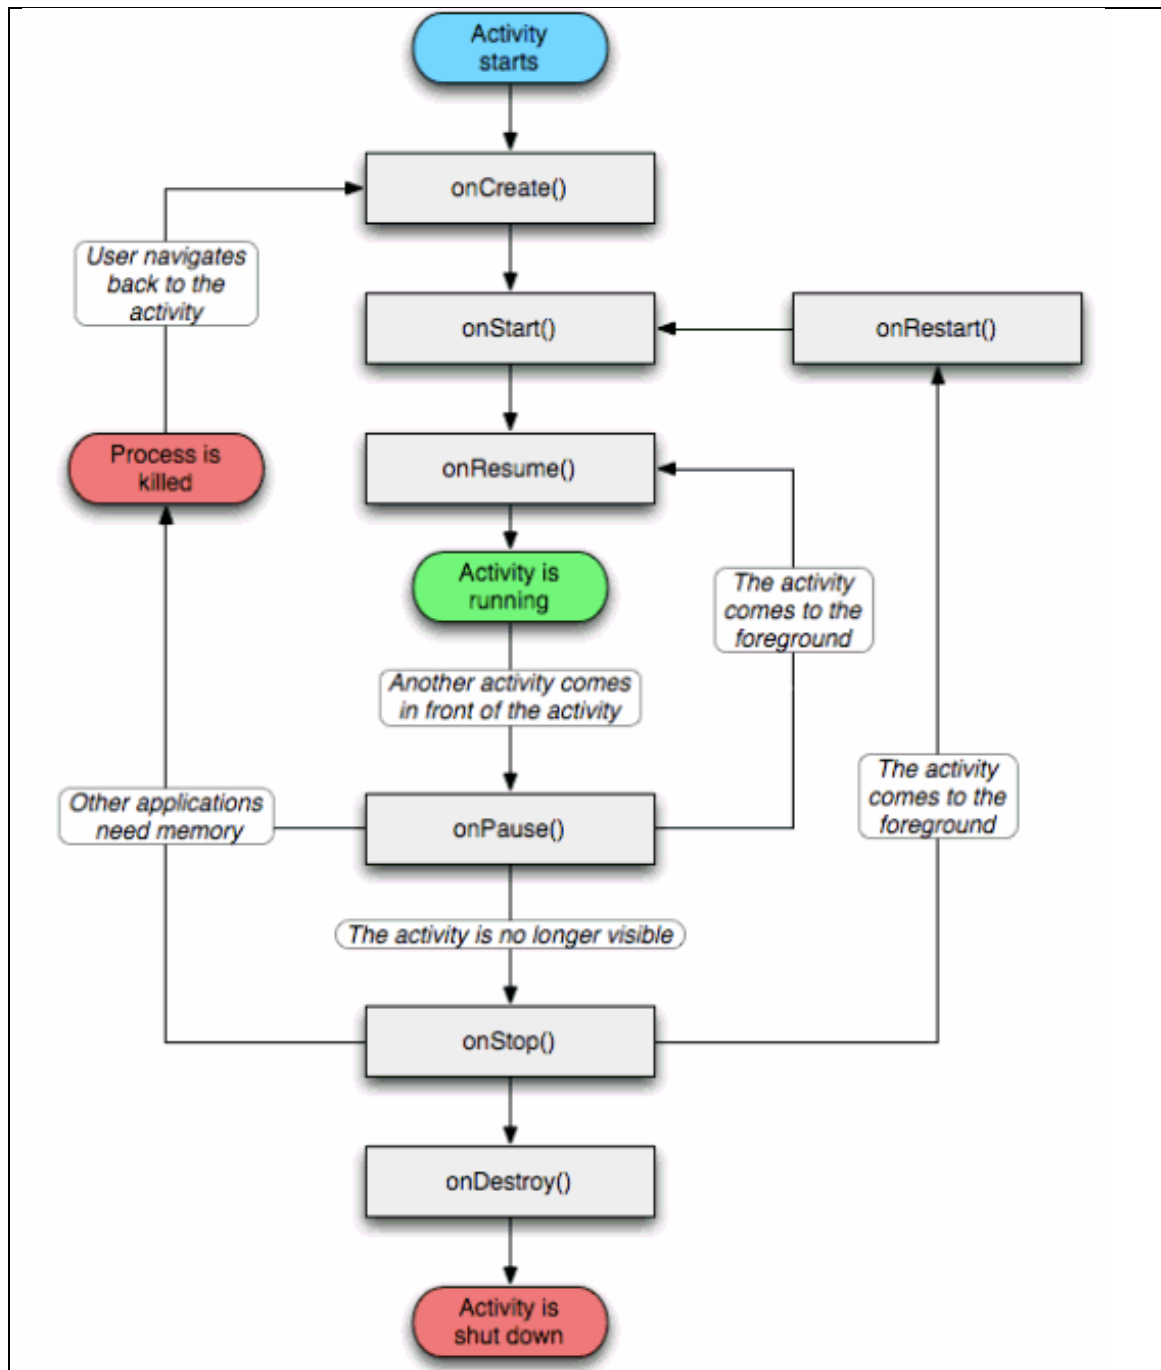 Activity
starts
onCreate()
User navigates
back to the
activity
onStart()
onRestart()
Process is
killed
onResume()
Activity is
running
The activity
comes to the
foreground
Another activity comes
in front of the activity
The activity
comes to the
foreground
Other applications
need memory
onPause()
The activity is no longer visible
onStop()
onDestroy()
Activity is
shut down